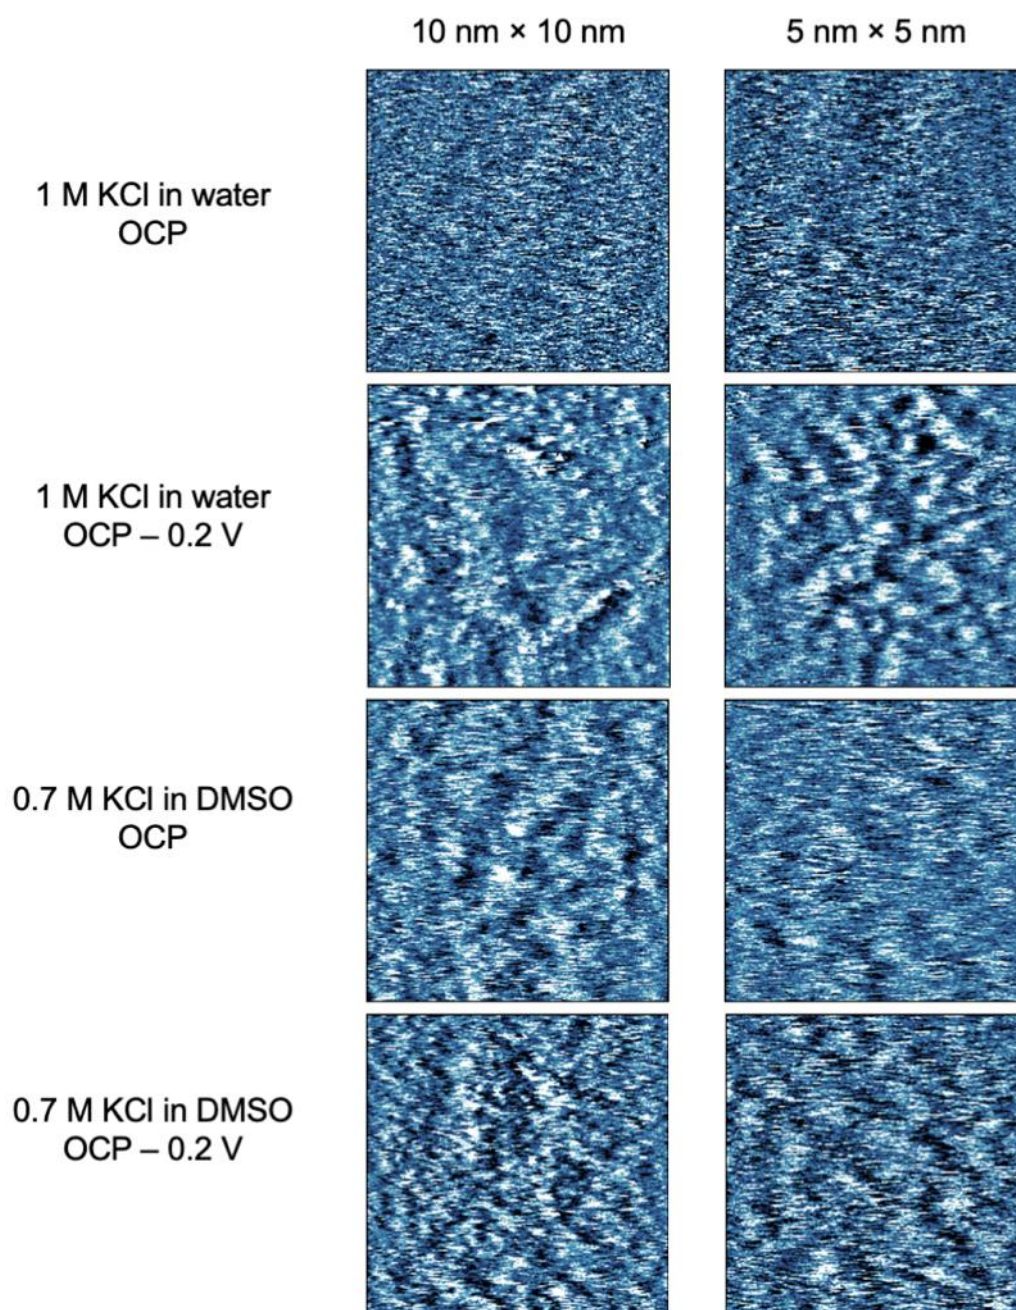 10 nm × 10 nm
5 nm × 5 nm
1 M KCl in water
OCP
1 M KCl in water
OCP – 0.2 V
0.7 M KCl in DMSO
OCP
0.7 M KCl in DMSO
OCP – 0.2 V